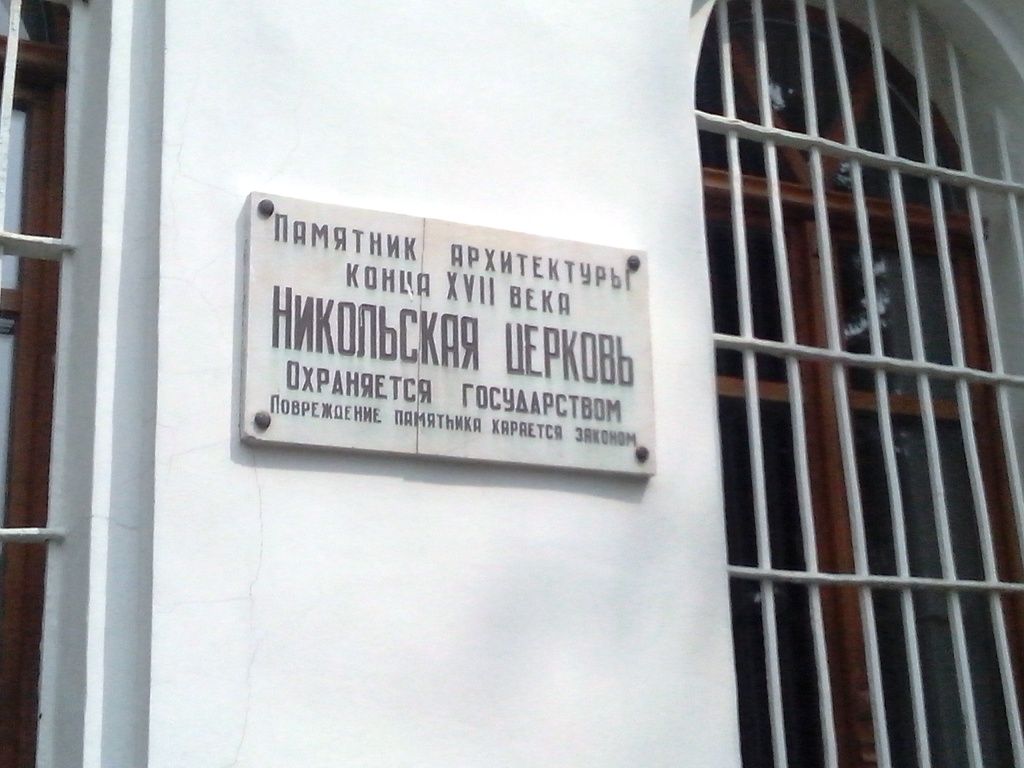 Памятник архитектуры
конца XVII века
Никольская церковь
Охраняется государством
Повреждение памятника карается законом